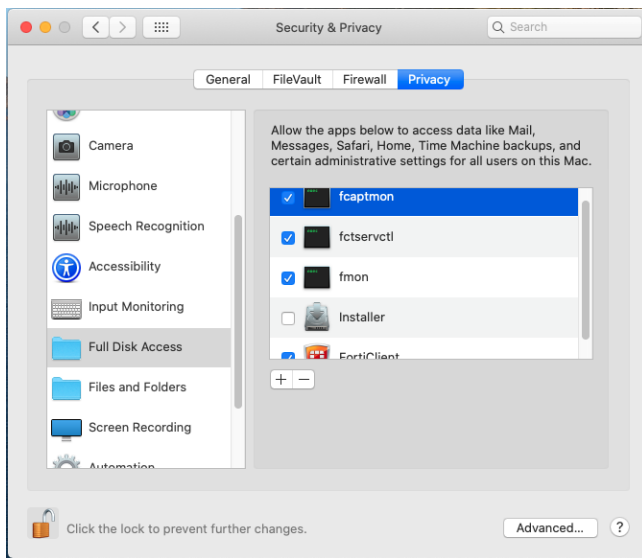 Security & Privacy
Search
General
FileVault
Firewall
Privacy
Camera
Microphone
Speech Recognition
Accessibility
Input Monitoring
Full Disk Access
Files and Folders
Screen Recording
Automation
Allow the apps below to access data like Mail,
Messages, Safari, Home, Time Machine backups, and
certain administrative settings for all users on this Mac.
fcaptmon
fctservctl
fmon
Installer
FortiClient
+ −
Click the lock to prevent further changes.
Advanced...
?